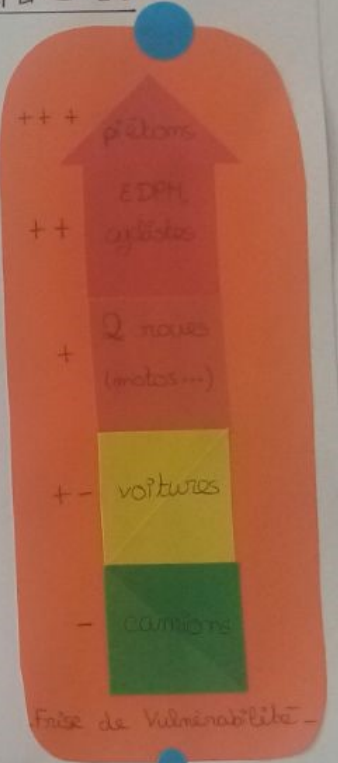 +++ piétons
EDPM,
++ cyclistes
2 roues
+
(motos...)
+- voitures
- camions
Frise de Vulnérabilité -